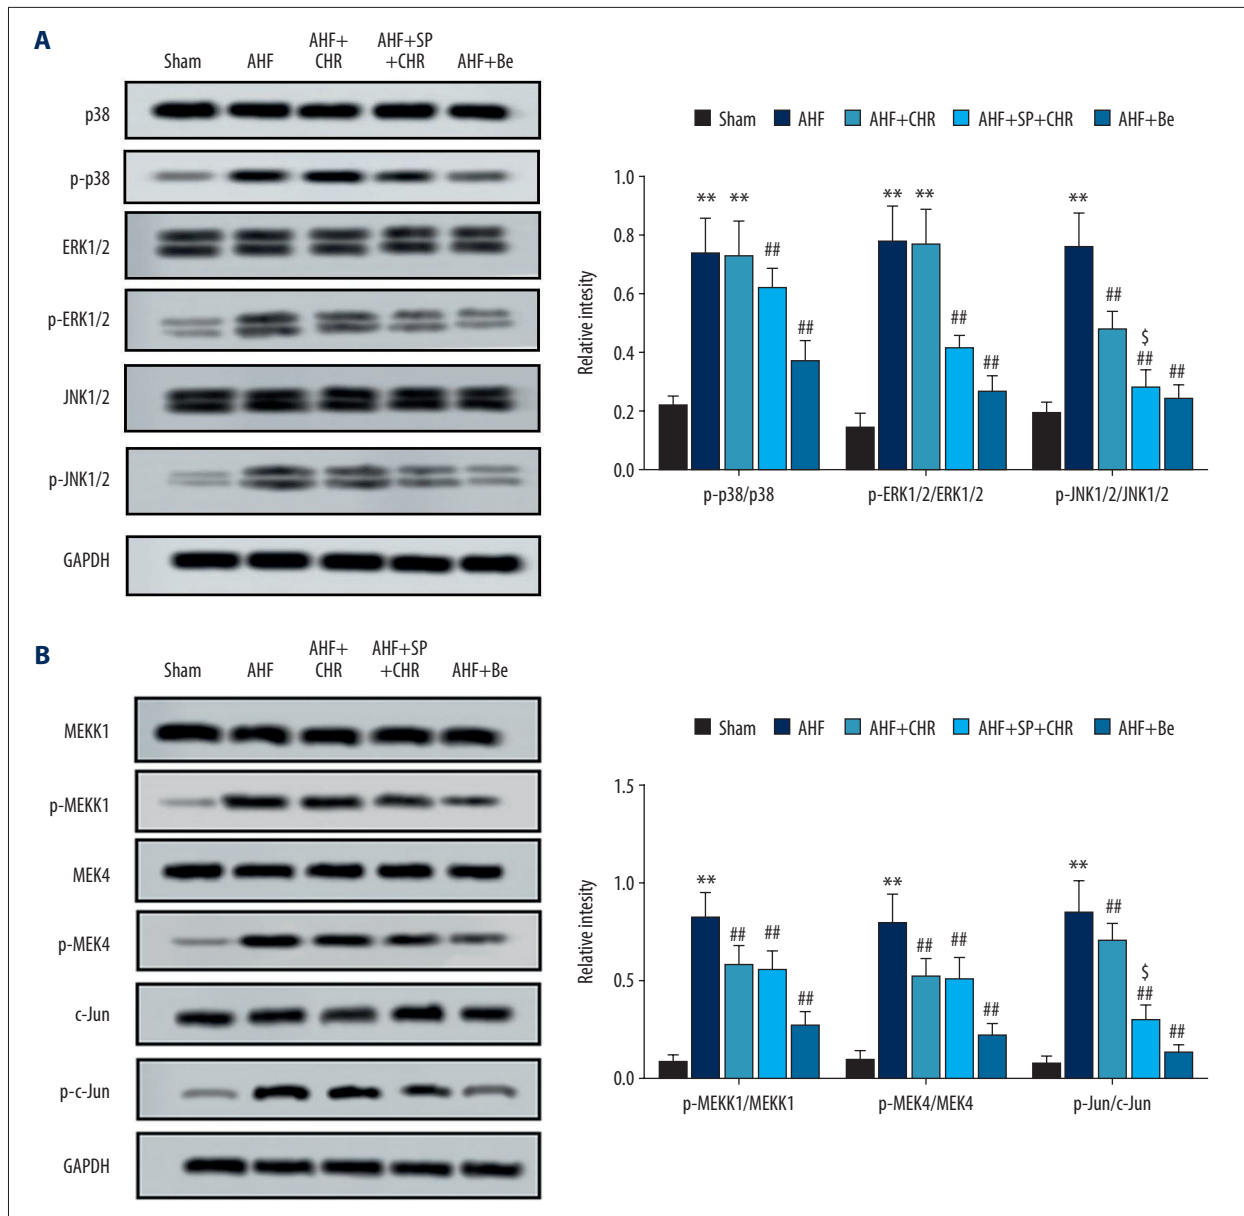 A
Sham AHF AHF+ CHR AHF+SP +CHR AHF+Be
p38
p-p38
ERK1/2
p-ERK1/2
JNK1/2
p-JNK1/2
GAPDH
Sham AHF AHF+CHR AHF+SP+CHR AHF+Be
Relative intesity
1.0
0.8
0.6
0.4
0.2
0.0
** ** ## ##
** ** ## ##
** ## $ ## ##
p-p38/p38 p-ERK1/2/ERK1/2 p-JNK1/2/JNK1/2
B
Sham AHF AHF+ CHR AHF+SP +CHR AHF+Be
MEKK1
p-MEKK1
MEK4
p-MEK4
c-Jun
p-c-Jun
GAPDH
Sham AHF AHF+CHR AHF+SP+CHR AHF+Be
Relative intesity
1.5
1.0
0.5
0.0
** ## ## ##
** ## ## ##
** ## $ ## ##
p-MEKK1/MEKK1 p-MEK4/MEK4 p-Jun/c-Jun